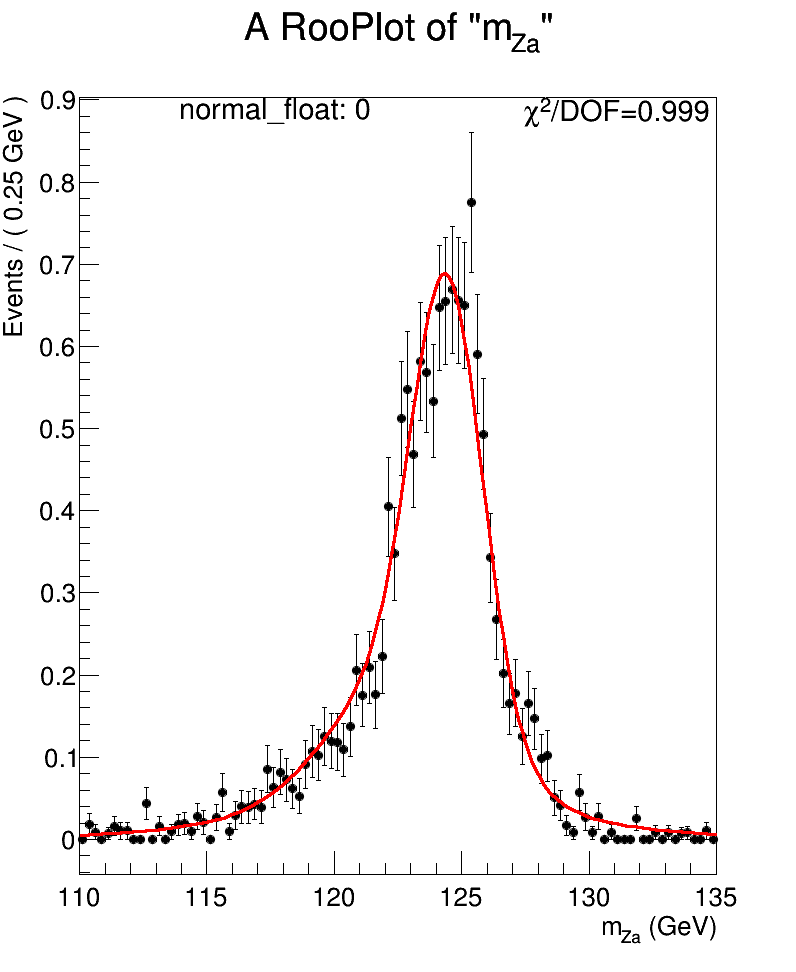 A RooPlot of "m_Za"
normal_float: 0
χ²/DOF=0.999
Events / ( 0.25 GeV )
0.9
0.8
0.7
0.6
0.5
0.4
0.3
0.2
0.1
0
110 115 120 125 130 135
m_Za (GeV)